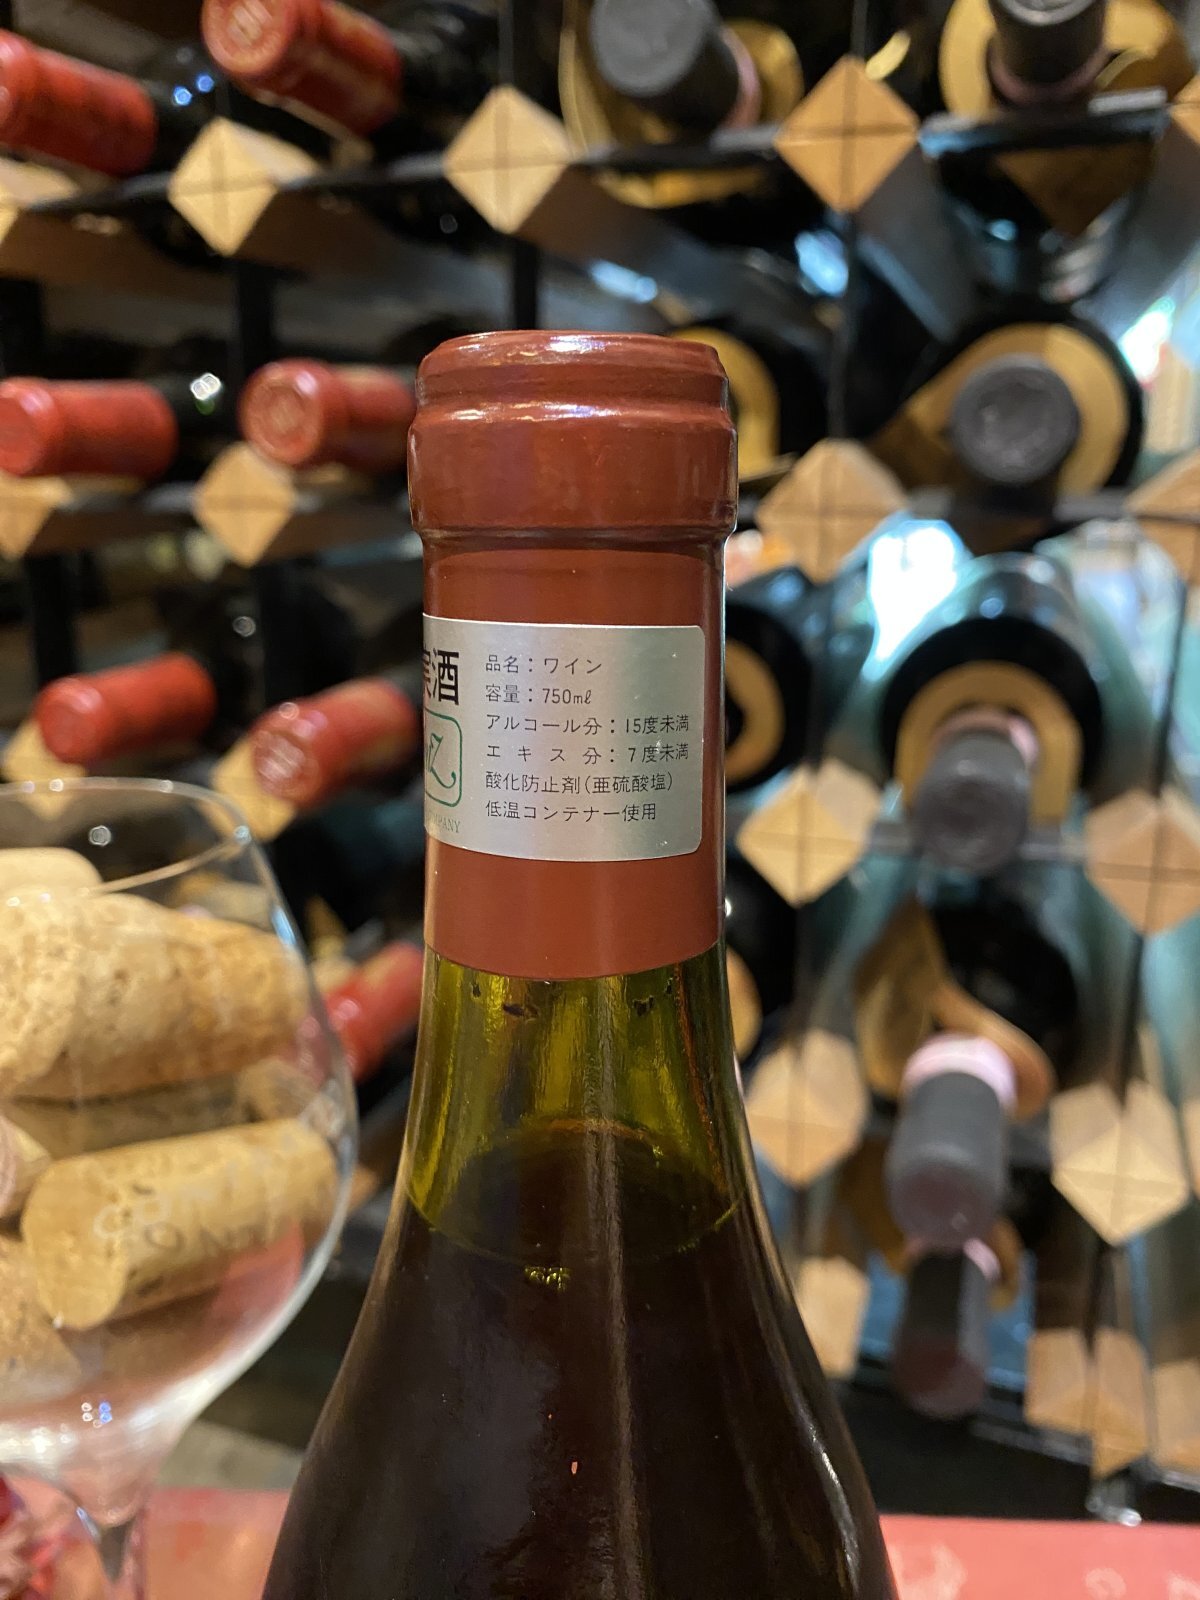 実酒
品名：ワイン
容量：750mℓ
アルコール分：15度未満
エキス分：7度未満
酸化防止剤(亜硫酸塩)
低温コンテナー使用